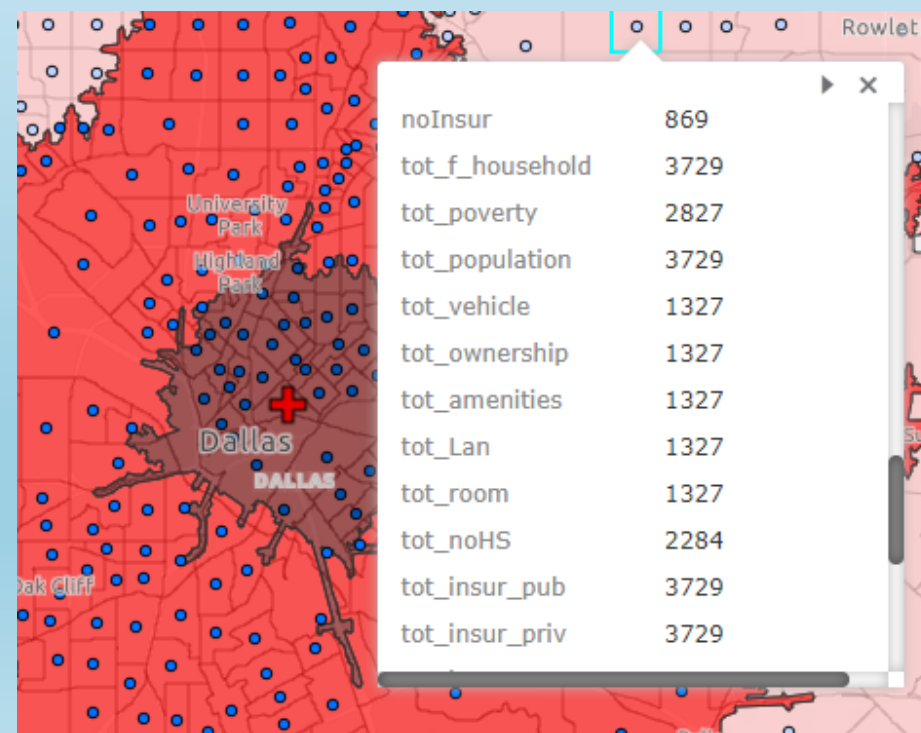 Rowlet
noInsur 869
tot_f_household 3729
tot_poverty 2827
tot_population 3729
tot_vehicle 1327
tot_ownership 1327
tot_amenities 1327
tot_Lan 1327
tot_room 1327
tot_noHS 2284
tot_insur_pub 3729
tot_insur_priv 3729
University
Park
Highland
Park
Dallas
DALLAS
Oak Cliff
Su